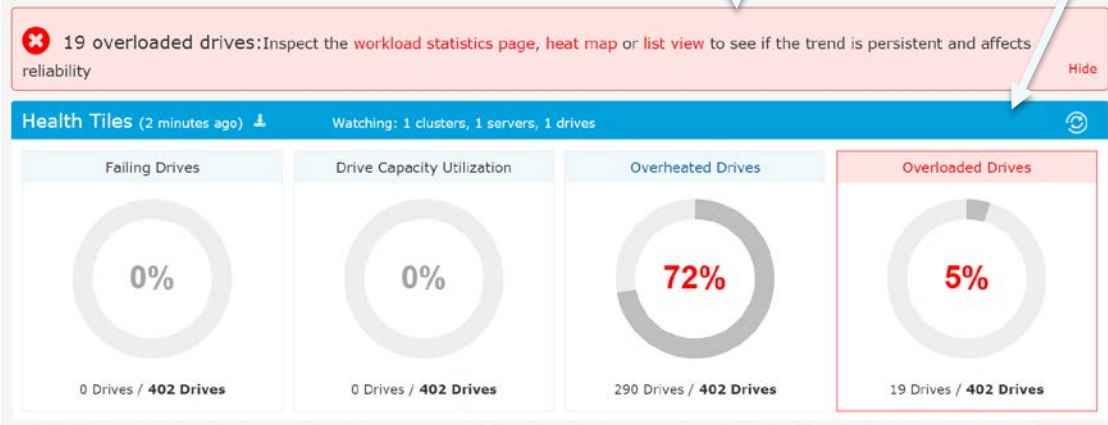 19 overloaded drives:Inspect the workload statistics page, heat map or list view to see if the trend is persistent and affects
reliability
Hide
Health Tiles (2 minutes ago)
Watching: 1 clusters, 1 servers, 1 drives
Failing Drives
Drive Capacity Utilization
Overheated Drives
Overloaded Drives
0%
0%
72%
5%
0 Drives / 402 Drives
0 Drives / 402 Drives
290 Drives / 402 Drives
19 Drives / 402 Drives